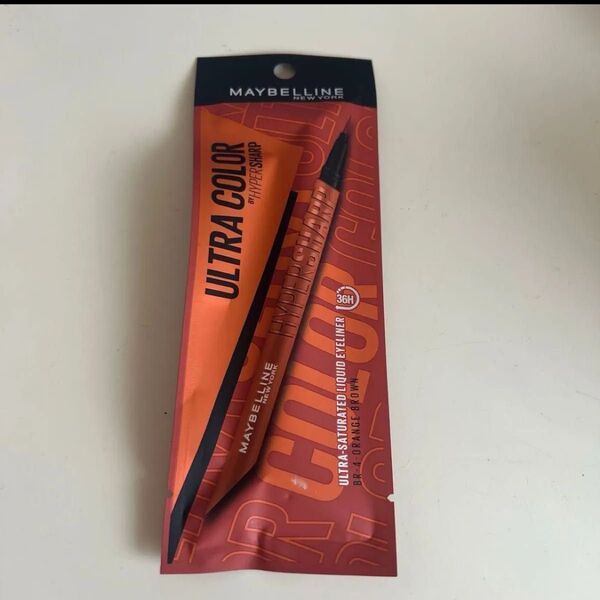 MAYBELLINE
NEW YORK
ULTRA COLOR
BY HYPERSHARP
HYPERSHARP
MAYBELLINE
NEW YORK
COLOR
36H
ULTRA-SATURATED LIQUID EYELINER
BR-4-ORANGE BROWN